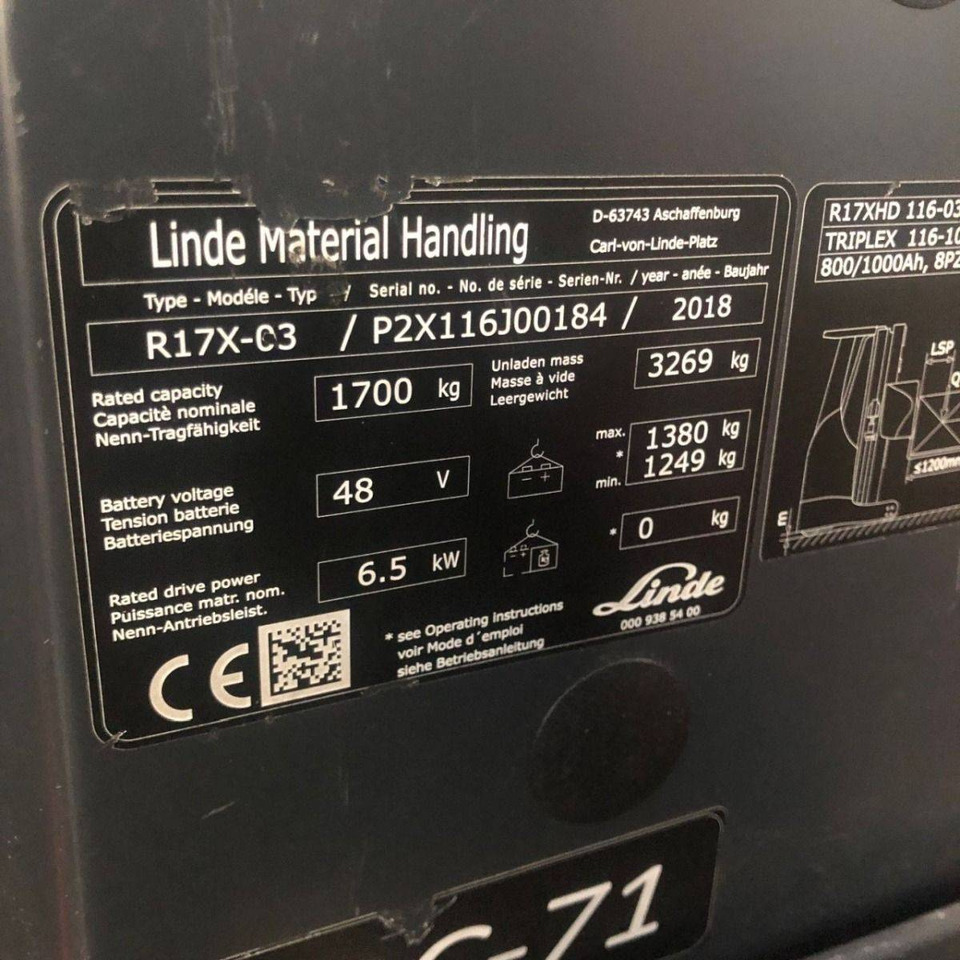 Linde Material Handling
D-63743 Aschaffenburg
Carl-von-Linde-Platz
Type - Modéle - Typ / Serial no. - No. de série - Serien-Nr. / year - anée - Baujahr
R17X-03 / P2X116J00184 / 2018
Rated capacity
Capacitè nominale
Nenn-Tragfähigkeit
1700 kg
Unladen mass
Masse à vide
Leergewicht
3269 kg
Battery voltage
Tension batterie
Batteriespannung
48 V
- +
max. 1380 kg
*
min. 1249 kg
Rated drive power
Puissance matr. nom.
Nenn-Antriebsleist.
6.5 kW
kg
* 0 kg
CE
* see Operating Instructions
voir Mode d´emploi
siehe Betriebsanleitung
Linde
000 938 54 00
R17XHD 116-03
TRIPLEX 116-10
800/1000Ah, 8PZ
LSP
Q
≤1200mm
m
-71